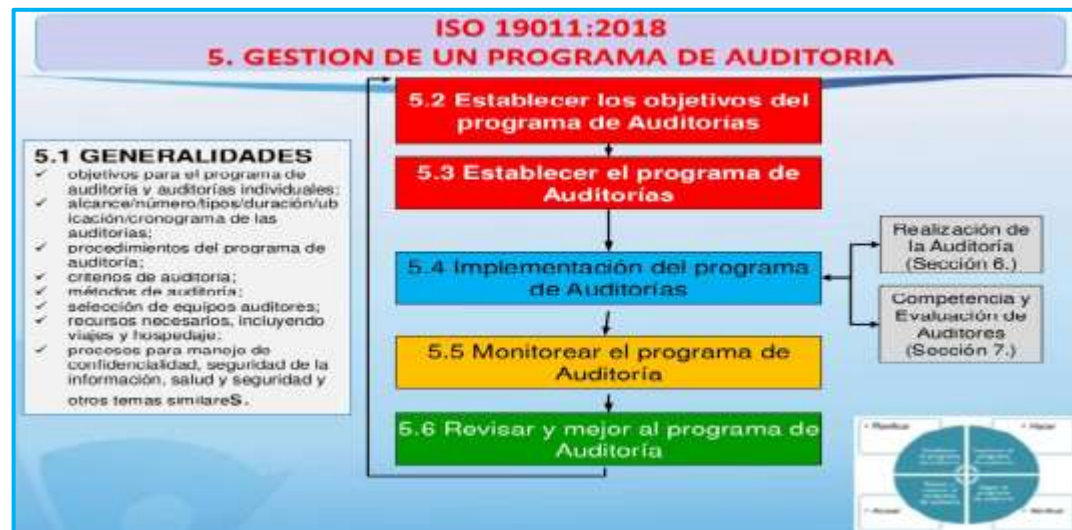 ISO 19011:2018
5. GESTION DE UN PROGRAMA DE AUDITORIA
5.1 GENERALIDADES
✓ objetivos para el programa de
auditoría y auditorías individuales;
✓ alcance/número/tipos/duración/ub
icación/cronograma de las
auditorías;
✓ procedimientos del programa de
auditoría;
✓ criterios de auditoría;
✓ métodos de auditoría;
✓ selección de equipos auditores;
✓ recursos necesarios, incluyendo
viajes y hospedaje;
✓ procesos para manejo de
confidencialidad, seguridad de la
información, salud y seguridad y
otros temas similareS.
5.2 Establecer los objetivos del
programa de Auditorías
5.3 Establecer el programa de
Auditorías
5.4 Implementación del programa
de Auditorías
5.5 Monitorear el programa de
Auditoría
5.6 Revisar y mejor al programa de
Auditoría
Realización de
la Auditoría
(Sección 6.)
Competencia y
Evaluación de
Auditores
(Sección 7.)
• Planificar
• Hacer
• Verificar